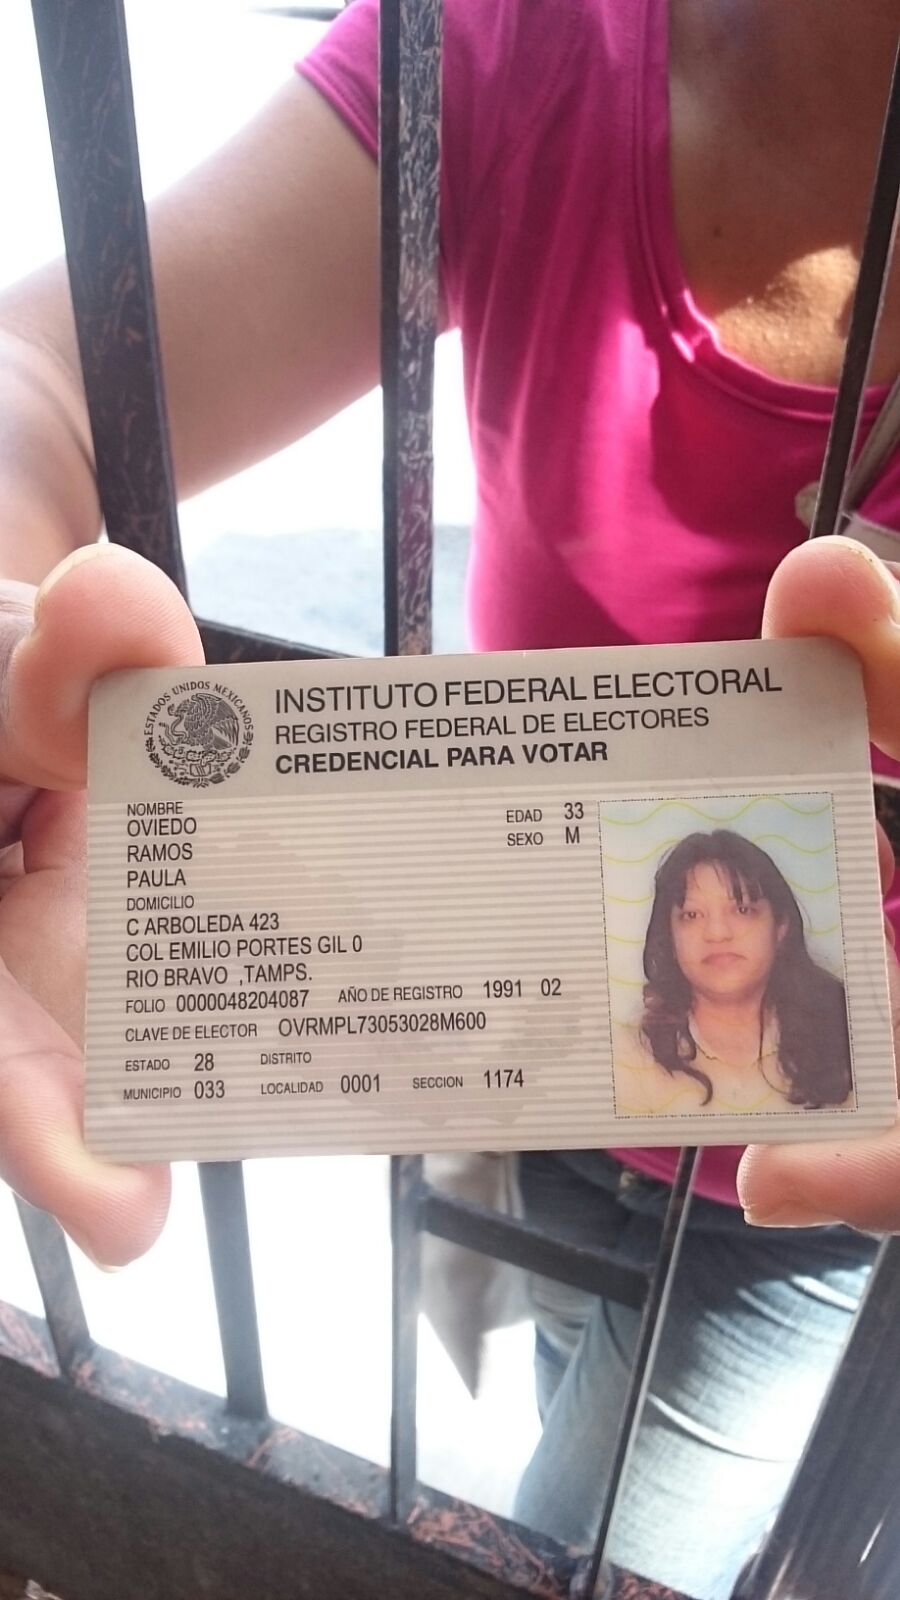 ESTADOS UNIDOS MEXICANOS
INSTITUTO FEDERAL ELECTORAL
REGISTRO FEDERAL DE ELECTORES
CREDENCIAL PARA VOTAR
NOMBRE
OVIEDO
RAMOS
PAULA
EDAD 33
SEXO M
DOMICILIO
C ARBOLEDA 423
COL EMILIO PORTES GIL 0
RIO BRAVO ,TAMPS.
FOLIO 0000048204087 AÑO DE REGISTRO 1991 02
CLAVE DE ELECTOR OVRMPL73053028M600
ESTADO 28 DISTRITO
MUNICIPIO 033 LOCALIDAD 0001 SECCION 1174